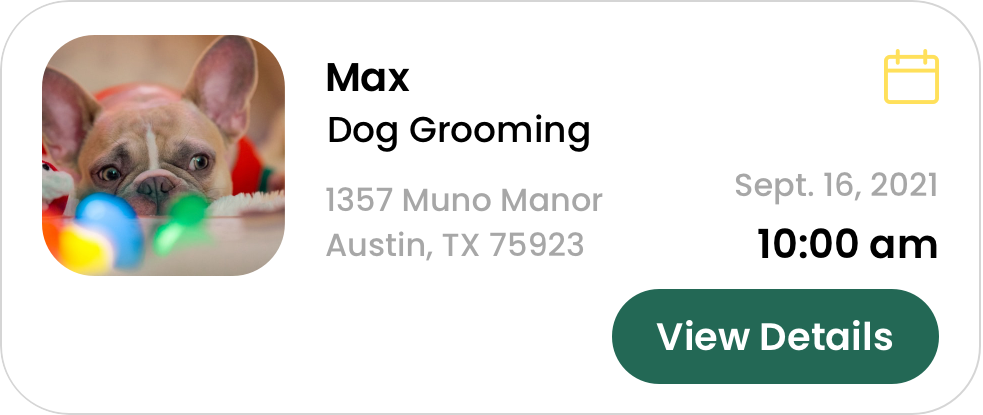 Max
Dog Grooming
1357 Muno Manor
Austin, TX 75923
Sept. 16, 2021
10:00 am
View Details